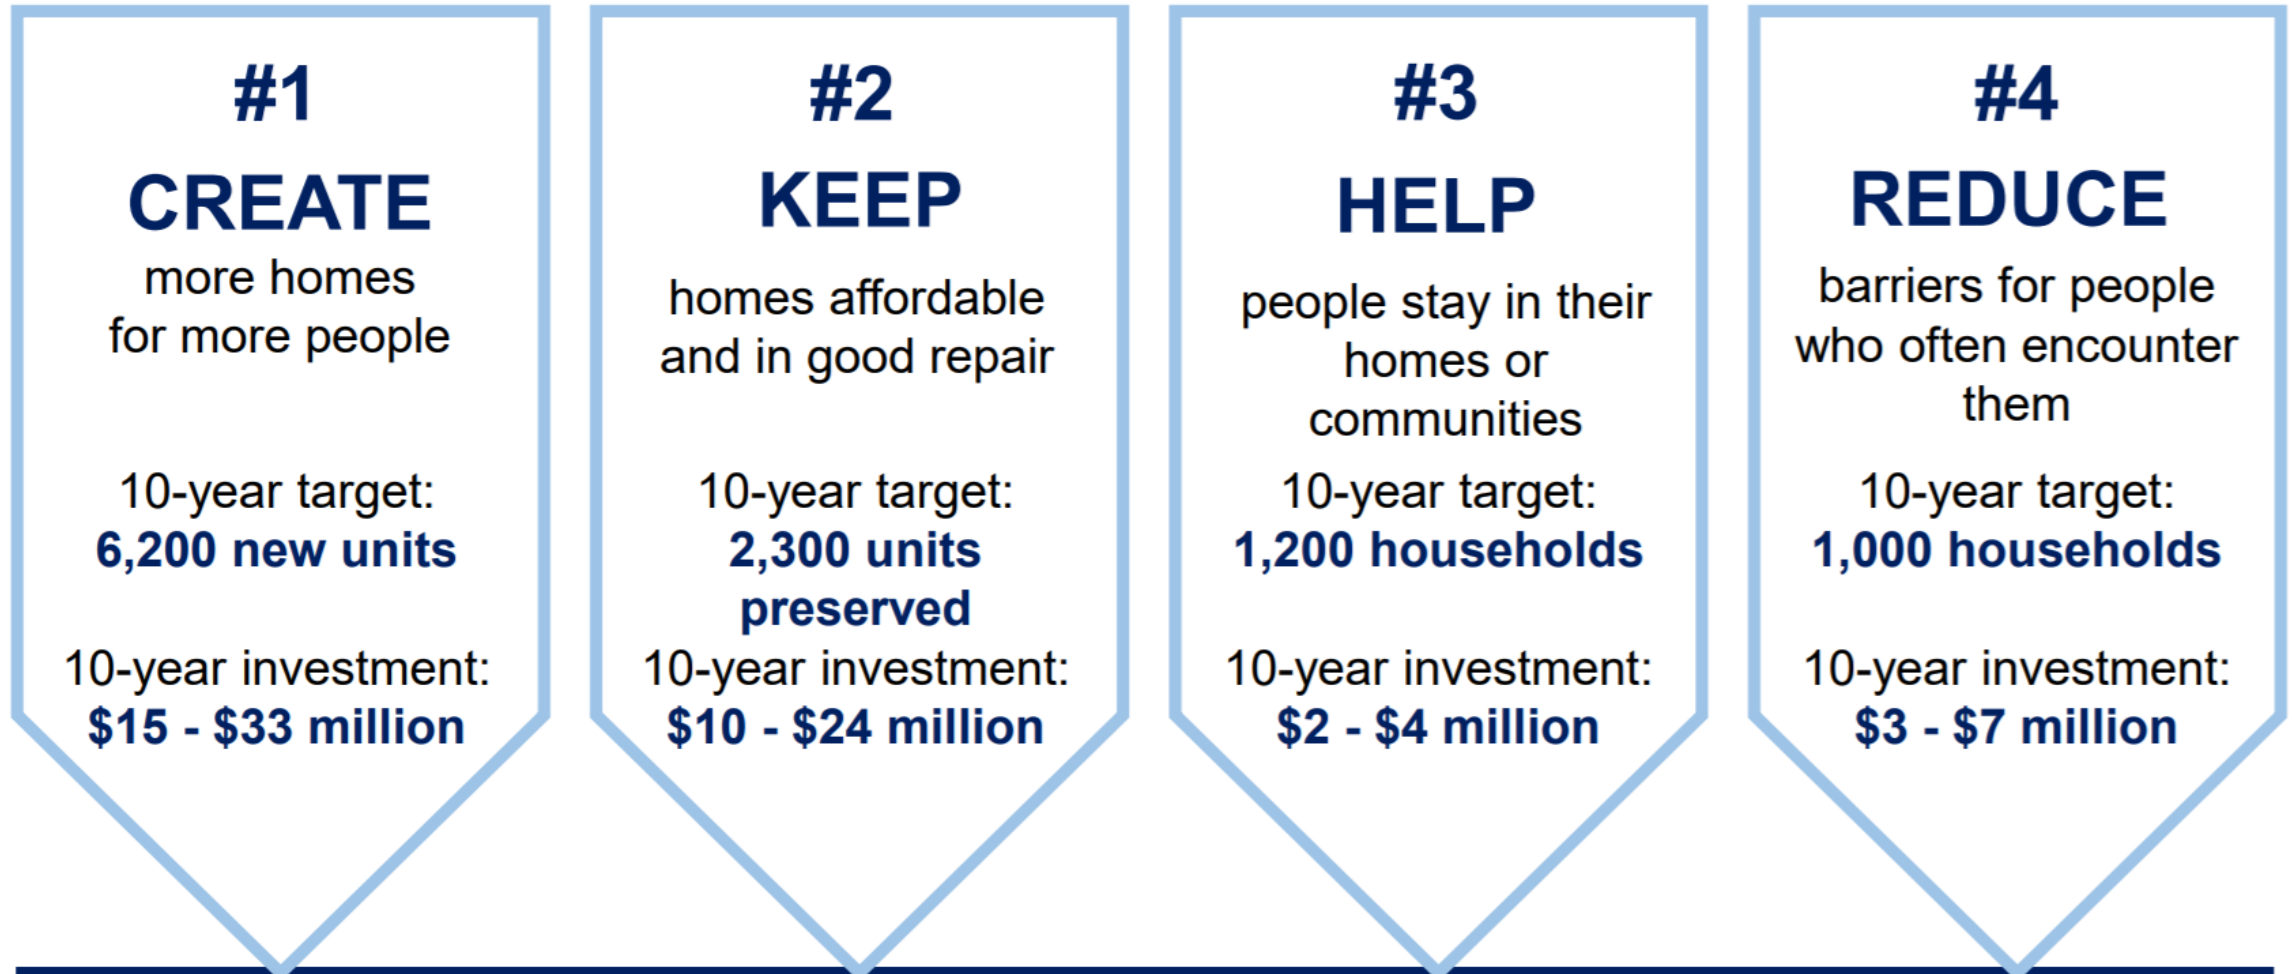 #1
CREATE
more homes
for more people
10-year target:
6,200 new units
10-year investment:
$15 - $33 million
#2
KEEP
homes affordable
and in good repair
10-year target:
2,300 units
preserved
10-year investment:
$10 - $24 million
#3
HELP
people stay in their
homes or
communities
10-year target:
1,200 households
10-year investment:
$2 - $4 million
#4
REDUCE
barriers for people
who often encounter
them
10-year target:
1,000 households
10-year investment:
$3 - $7 million